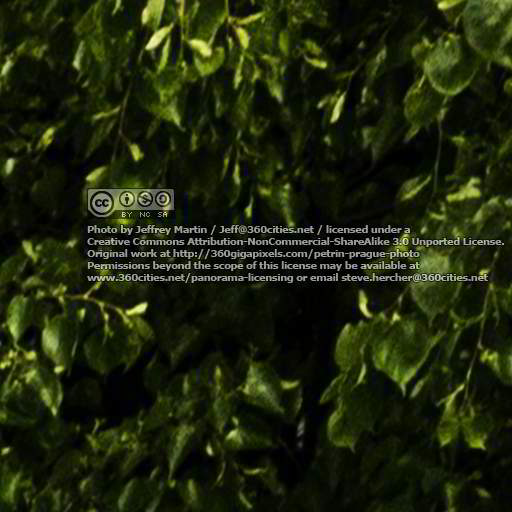 cc BY NC SA
Photo by Jeffrey Martin / Jeff@360cities.net / licensed under a
Creative Commons Attribution-NonCommercial-ShareAlike 3.0 Unported License.
Original work at http://360gigapixels.com/petrin-prague-photo
Permissions beyond the scope of this license may be available at
www.360cities.net/panorama-licensing or email steve.hercher@360cities.net